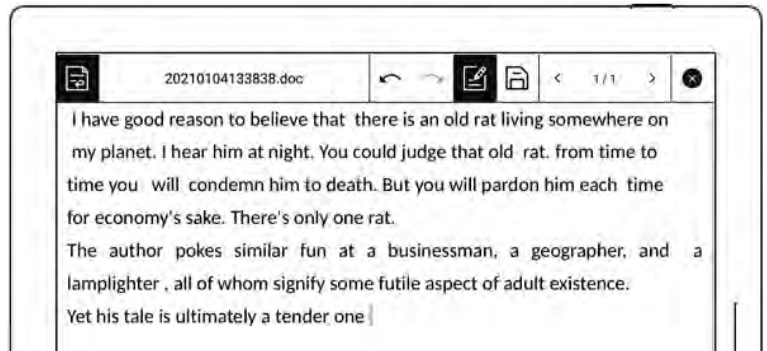 20210104133838.doc
1/1
I have good reason to believe that there is an old rat living somewhere on
my planet. I hear him at night. You could judge that old rat. from time to
time you will condemn him to death. But you will pardon him each time
for economy's sake. There's only one rat.
The author pokes similar fun at a businessman, a geographer, and a
lamplighter , all of whom signify some futile aspect of adult existence.
Yet his tale is ultimately a tender one